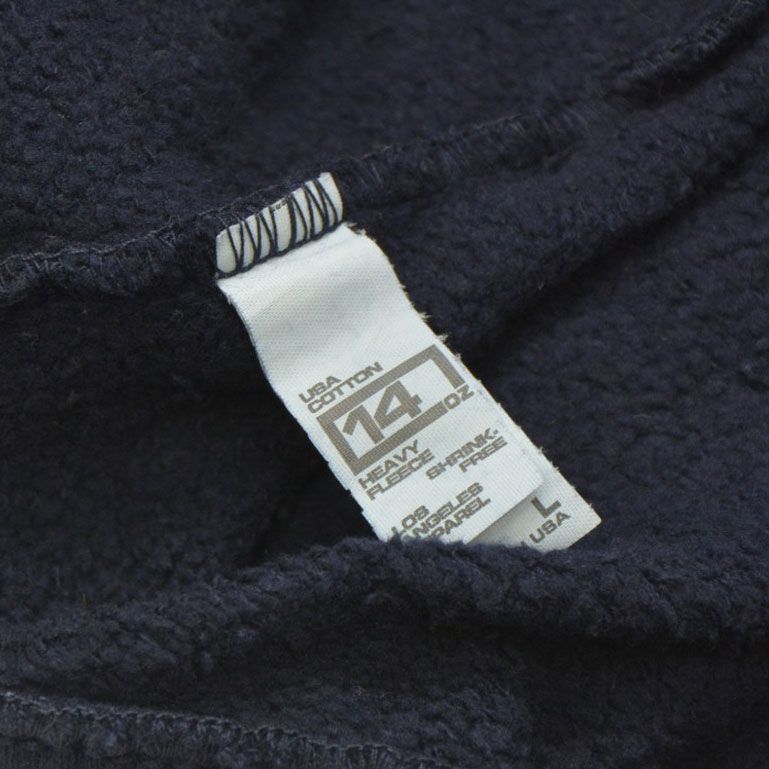 USA
COTTON
14
OZ
HEAVY
FLEECE
SHRINK-
FREE
LOS
ANGELES
APPAREL
L
USA